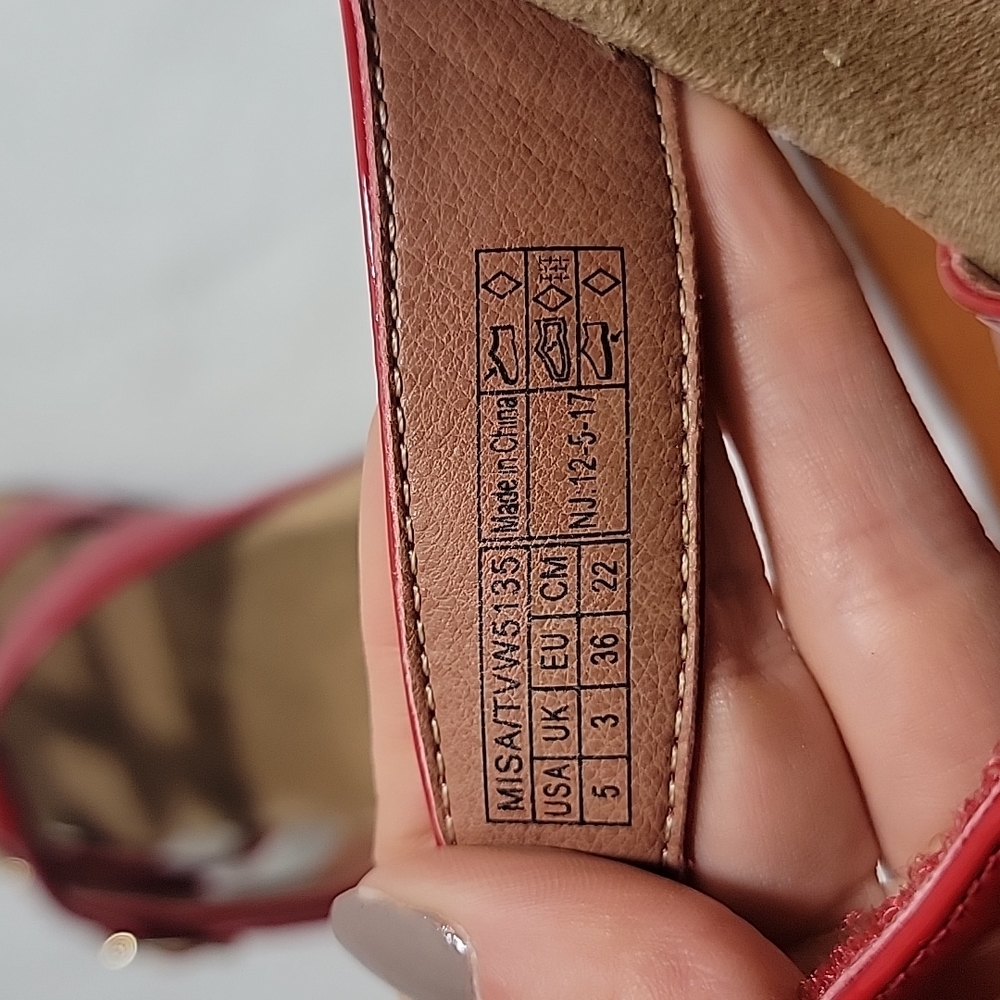 MISA/TVW5135 Made in China
USA UK EU CM
5 3 36 22 NJ 12-5-17